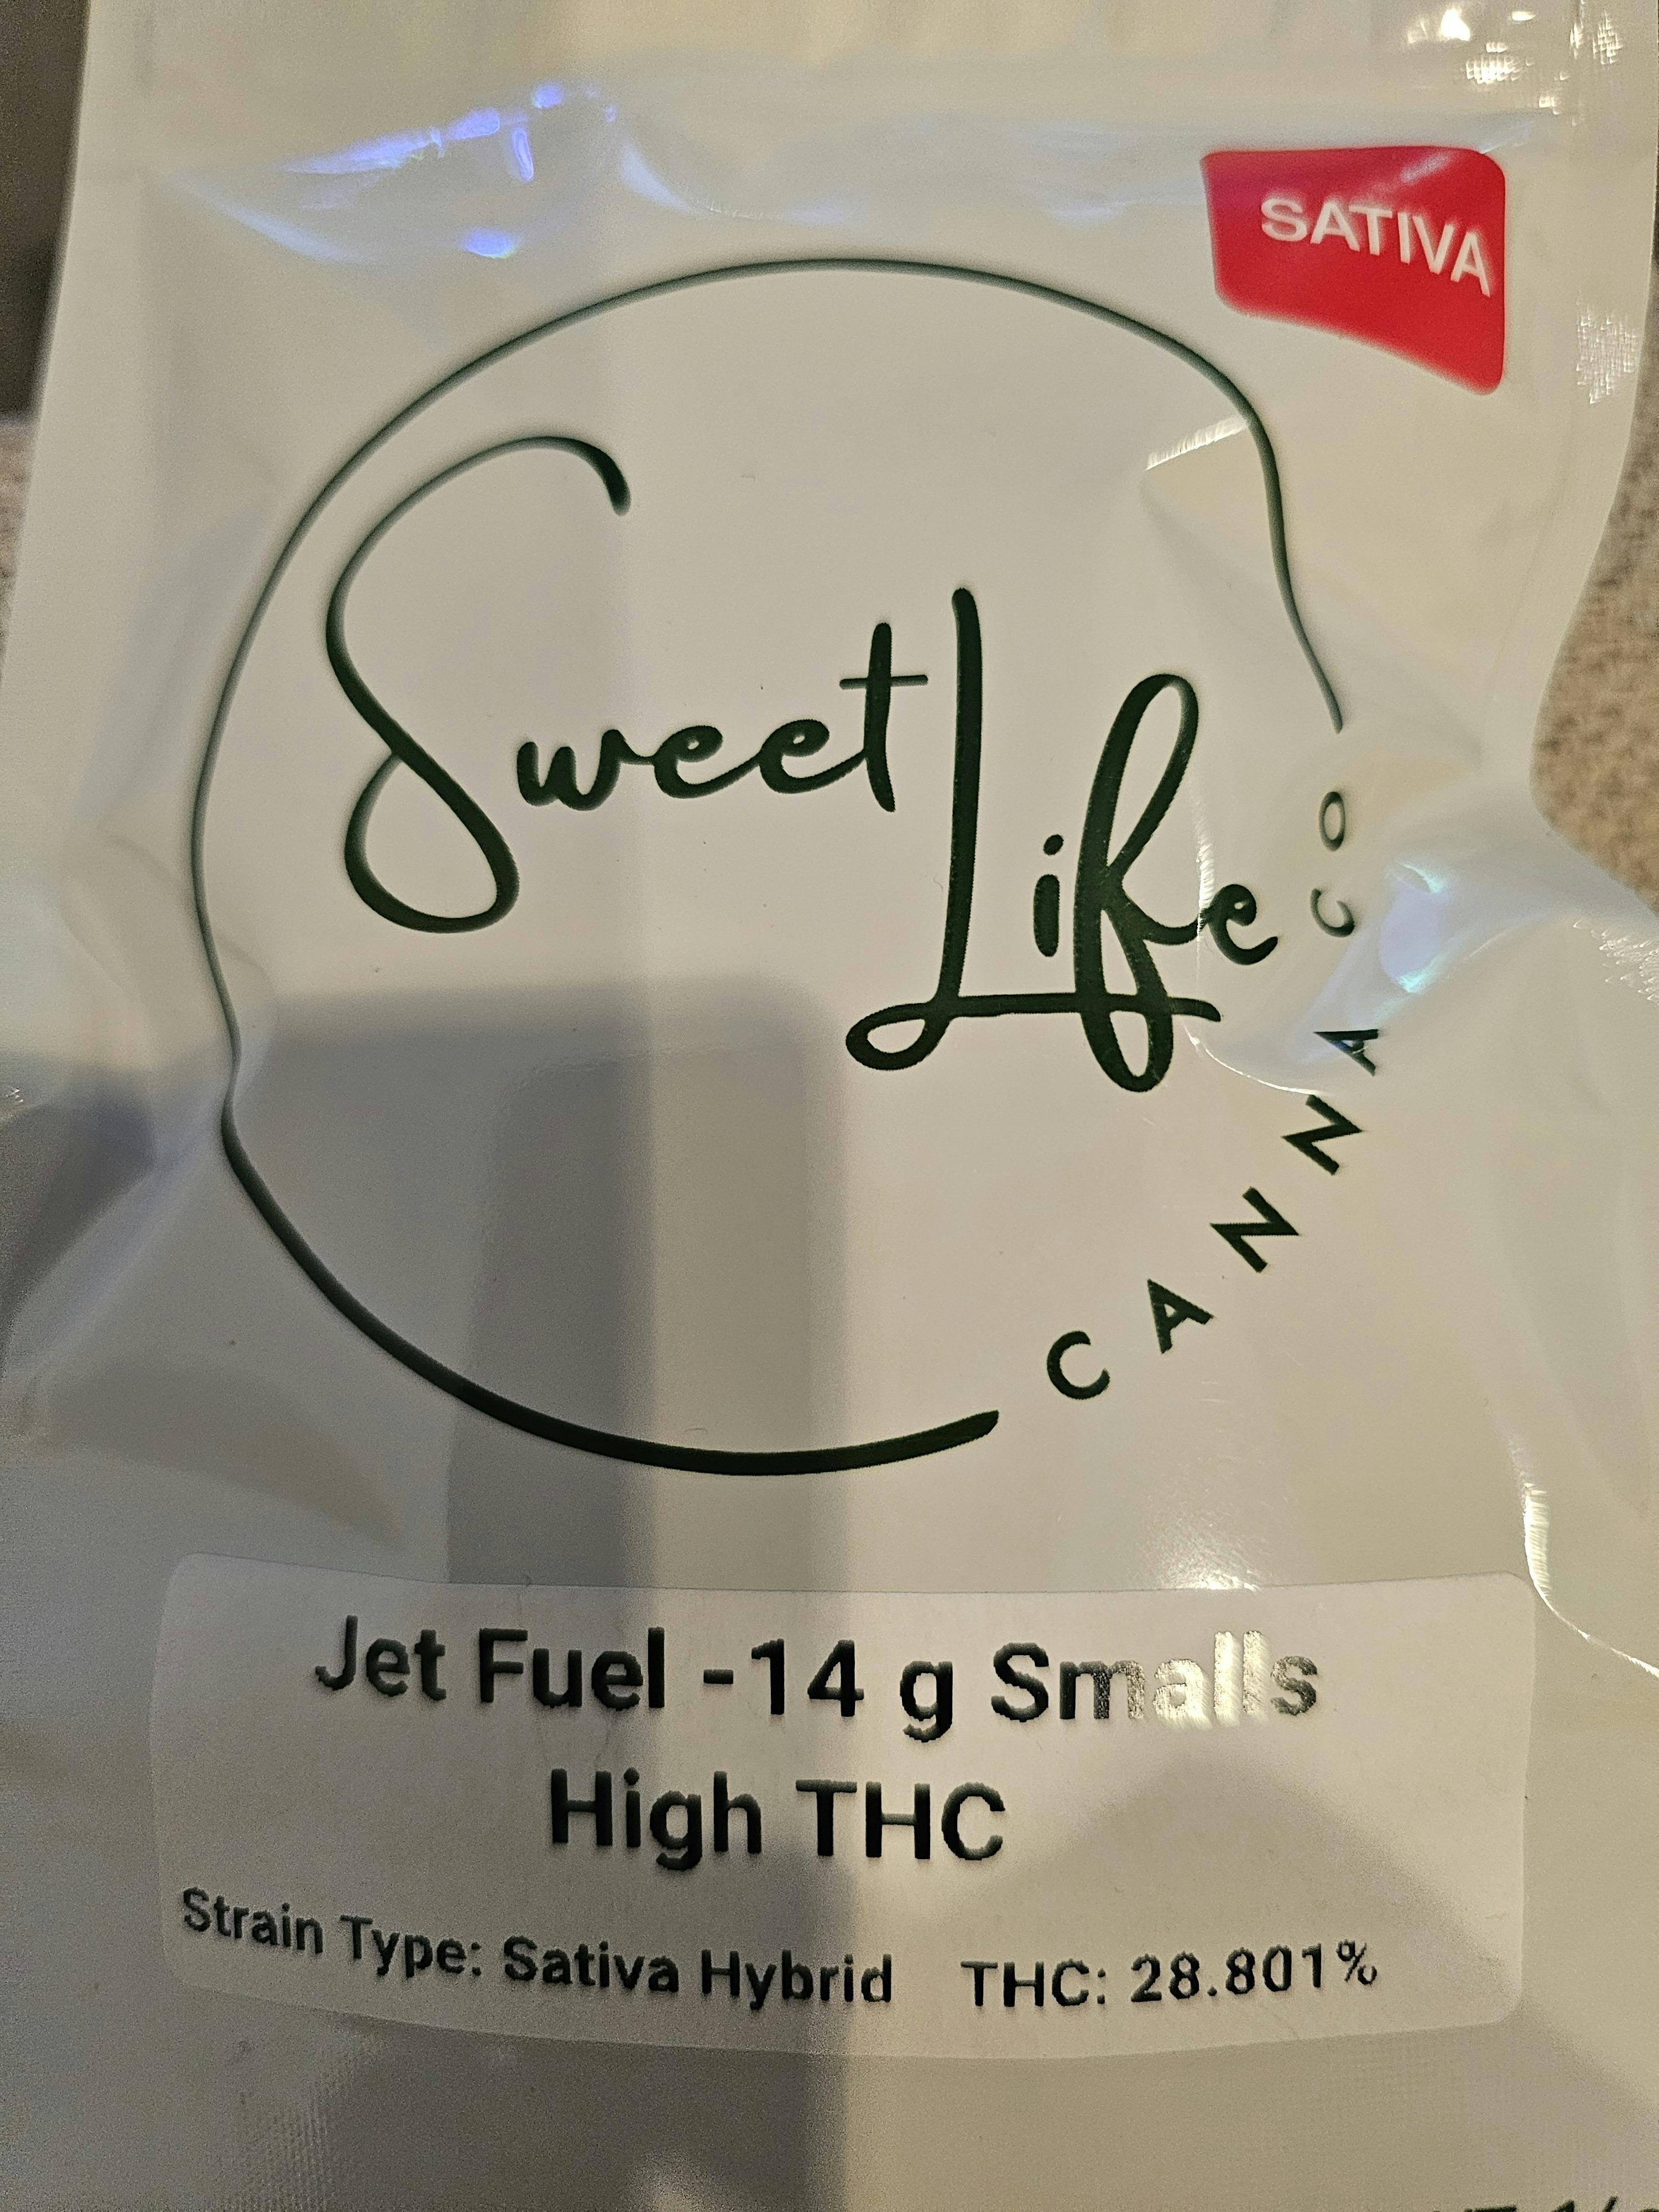 SATIVA
Sweet
Life
CANNA CO
Jet Fuel -14 g Smalls
High THC
Strain Type: Sativa Hybrid THC: 28.801%